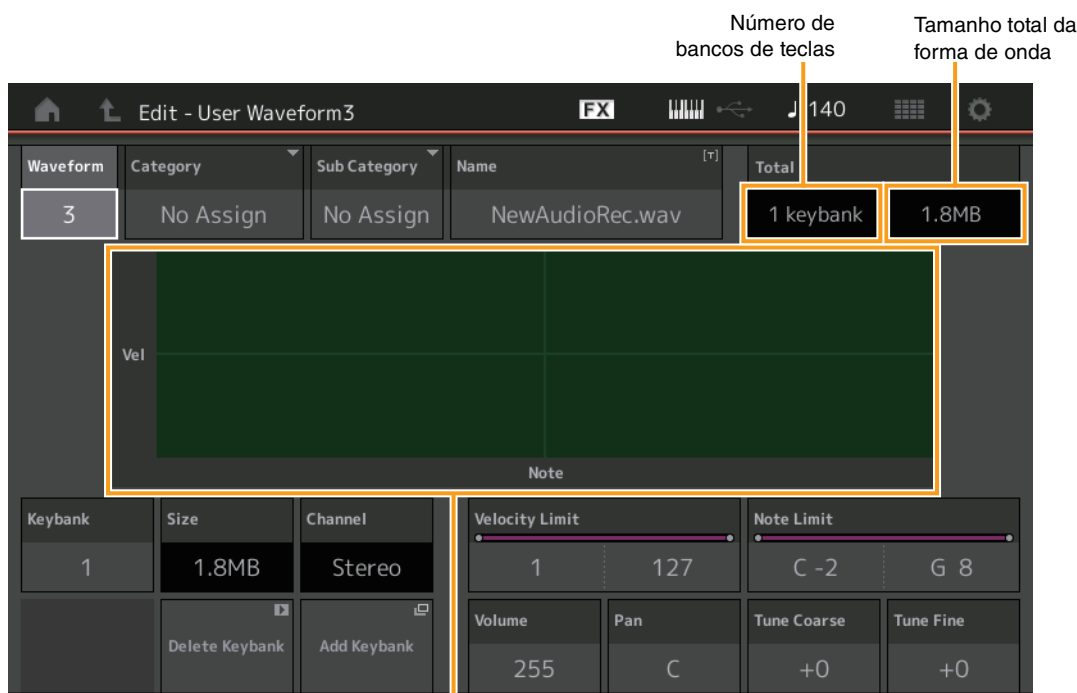 Número de
bancos de teclas
Tamanho total da
forma de onda
Edit - User Waveform3
FX
♩ 140
Waveform
Category
Sub Category
Name
[T]
Total
3
No Assign
No Assign
NewAudioRec.wav
1 keybank
1.8MB
Vel
Note
Keybank
Size
Channel
Velocity Limit
Note Limit
1
1.8MB
Stereo
1
127
C -2
G 8
Delete Keybank
Add Keybank
Volume
Pan
Tune Coarse
Tune Fine
255
C
+0
+0